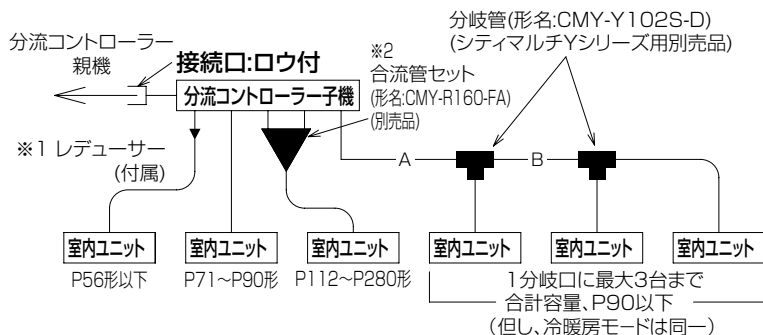 分岐管(形名:CMY-Y102S-D)
(シティマルチYシリーズ用別売品)
分流コントローラー
親機
接続口:ロウ付
※2
合流管セット
(形名:CMY-R160-FA)
(別売品)
分流コントローラー子機
※1 レデューサー
(付属)
A
B
室内ユニット
室内ユニット
室内ユニット
室内ユニット
室内ユニット
室内ユニット
P56形以下
P71～P90形
P112～P280形
1分岐口に最大3台まで
合計容量、P90以下
(但し、冷暖房モードは同一)